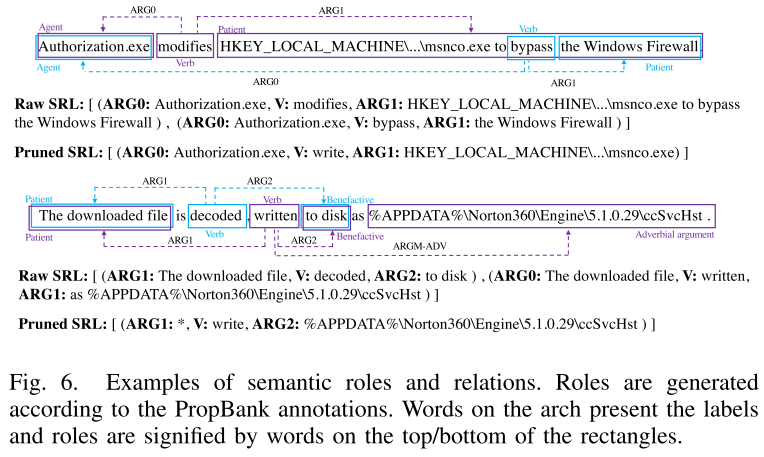 ARG0 ARG1
Agent Patient Verb
Authorization.exe modifies HKEY_LOCAL_MACHINE\...\msnco.exe to bypass the Windows Firewall.
Agent Verb Patient
ARG0 ARG1
Raw SRL: [ (ARG0: Authorization.exe, V: modifies, ARG1: HKEY_LOCAL_MACHINE\...\msnco.exe to bypass
the Windows Firewall ) , (ARG0: Authorization.exe, V: bypass, ARG1: the Windows Firewall ) ]
Pruned SRL: [ (ARG0: Authorization.exe, V: write, ARG1: HKEY_LOCAL_MACHINE\...\msnco.exe) ]
ARG1 ARG2
Patient Verb Benefactive
The downloaded file is decoded , written to disk as %APPDATA%\Norton360\Engine\5.1.0.29\ccSvcHst .
Patient Verb Benefactive Adverbial argument
ARG1 ARG2 ARGM-ADV
Raw SRL: [ (ARG1: The downloaded file, V: decoded, ARG2: to disk ) , (ARG0: The downloaded file, V: written,
ARG1: as %APPDATA%\Norton360\Engine\5.1.0.29\ccSvcHst ) ]
Pruned SRL: [ (ARG1: *, V: write, ARG2: %APPDATA%\Norton360\Engine\5.1.0.29\ccSvcHst ) ]
Fig. 6. Examples of semantic roles and relations. Roles are generated
according to the PropBank annotations. Words on the arch present the labels
and roles are signified by words on the top/bottom of the rectangles.